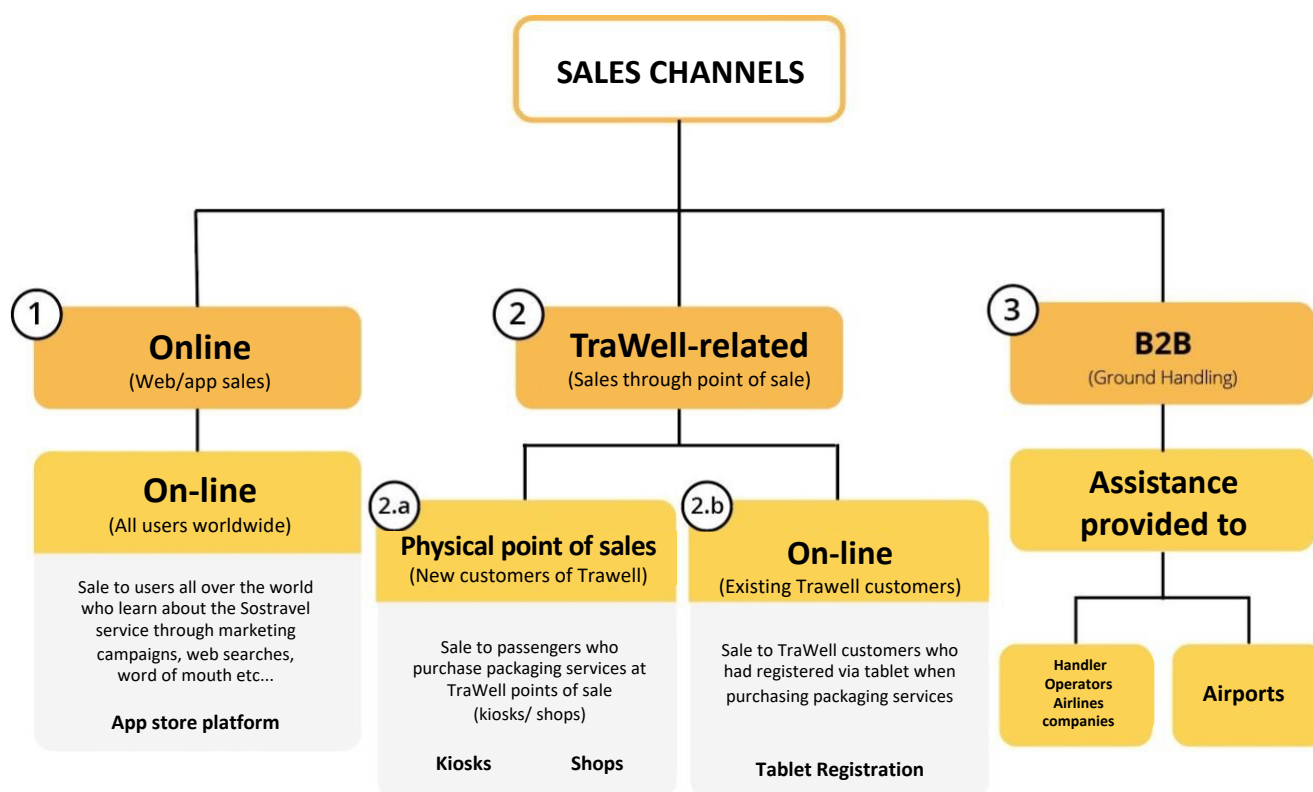 SALES CHANNELS
1
Online
(Web/app sales)
On-line
(All users worldwide)
Sale to users all over the world
who learn about the Sostravel
service through marketing
campaigns, web searches,
word of mouth etc...
App store platform
2
TraWell-related
(Sales through point of sale)
2.a
Physical point of sales
(New customers of Trawell)
Sale to passengers who
purchase packaging services at
TraWell points of sale
(kiosks/ shops)
Kiosks Shops
2.b
On-line
(Existing Trawell customers)
Sale to TraWell customers who
had registered via tablet when
purchasing packaging services
Tablet Registration
3
B2B
(Ground Handling)
Assistance
provided to
Handler
Operators
Airlines
companies
Airports